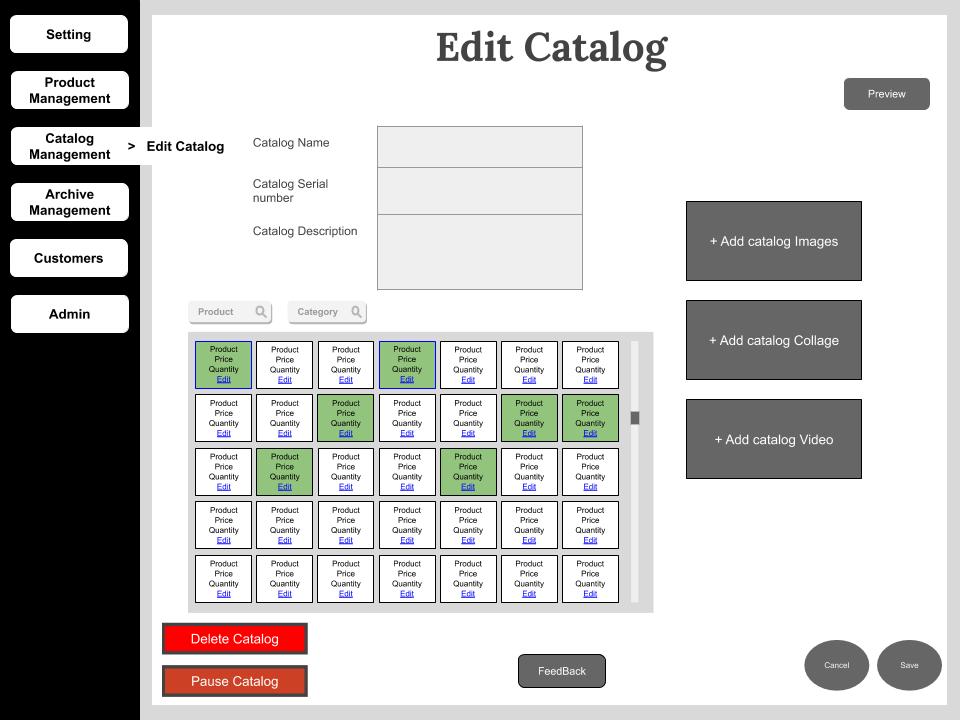 Edit Catalog
Preview
Setting
Product
Management
Catalog
Management
> Edit Catalog
Archive
Management
Customers
Admin
Catalog Name
Catalog Serial
number
Catalog Description
+ Add catalog Images
+ Add catalog Collage
+ Add catalog Video
Product
Category
Product Product Product Product Product Product Product
Price Price Price Price Price Price Price
Quantity Quantity Quantity Quantity Quantity Quantity Quantity
Edit Edit Edit Edit Edit Edit Edit
Product Product Product Product Product Product Product
Price Price Price Price Price Price Price
Quantity Quantity Quantity Quantity Quantity Quantity Quantity
Edit Edit Edit Edit Edit Edit Edit
Product Product Product Product Product Product Product
Price Price Price Price Price Price Price
Quantity Quantity Quantity Quantity Quantity Quantity Quantity
Edit Edit Edit Edit Edit Edit Edit
Product Product Product Product Product Product Product
Price Price Price Price Price Price Price
Quantity Quantity Quantity Quantity Quantity Quantity Quantity
Edit Edit Edit Edit Edit Edit Edit
Product Product Product Product Product Product Product
Price Price Price Price Price Price Price
Quantity Quantity Quantity Quantity Quantity Quantity Quantity
Edit Edit Edit Edit Edit Edit Edit
Delete Catalog
Pause Catalog
FeedBack
Cancel
Save